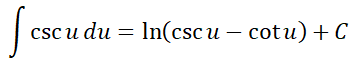 ∫ csc u du = ln(csc u − cot u) + C